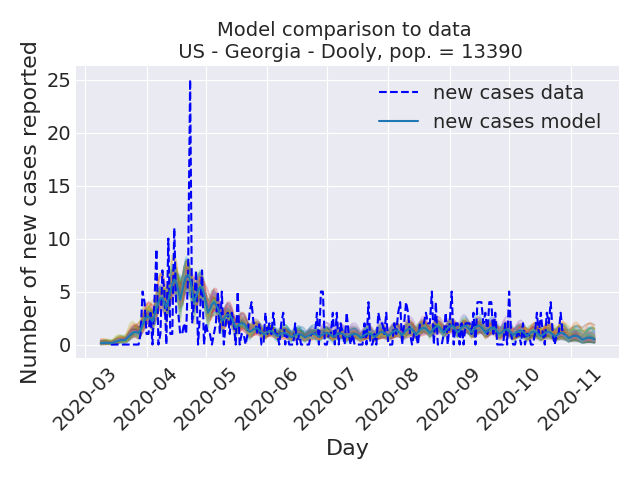 Model comparison to data
US - Georgia - Dooly, pop. = 13390
new cases data
new cases model
Number of new cases reported
25
20
15
10
5
0
2020-03
2020-04
2020-05
2020-06
2020-07
2020-08
2020-09
2020-10
2020-11
Day